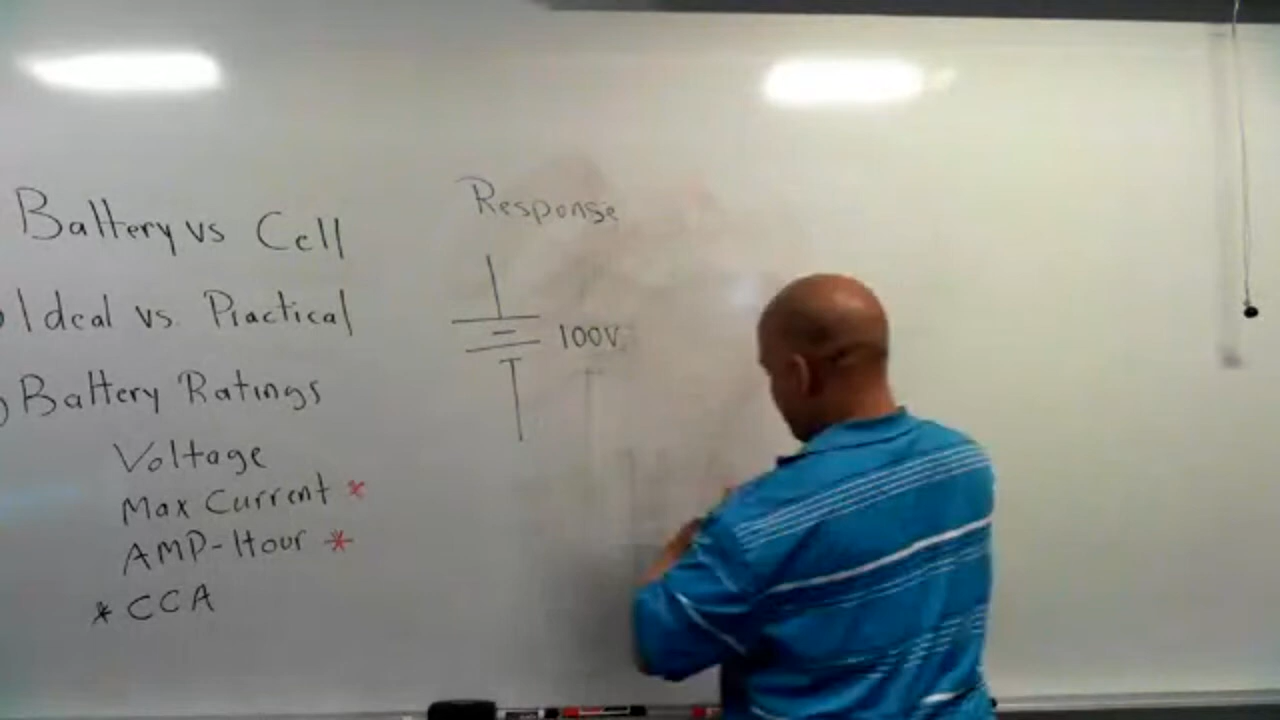 Battery vs Cell
Ideal vs. Practical
Battery Ratings
Voltage
Max Current *
AMP-Hour *
* CCA
Response
100V